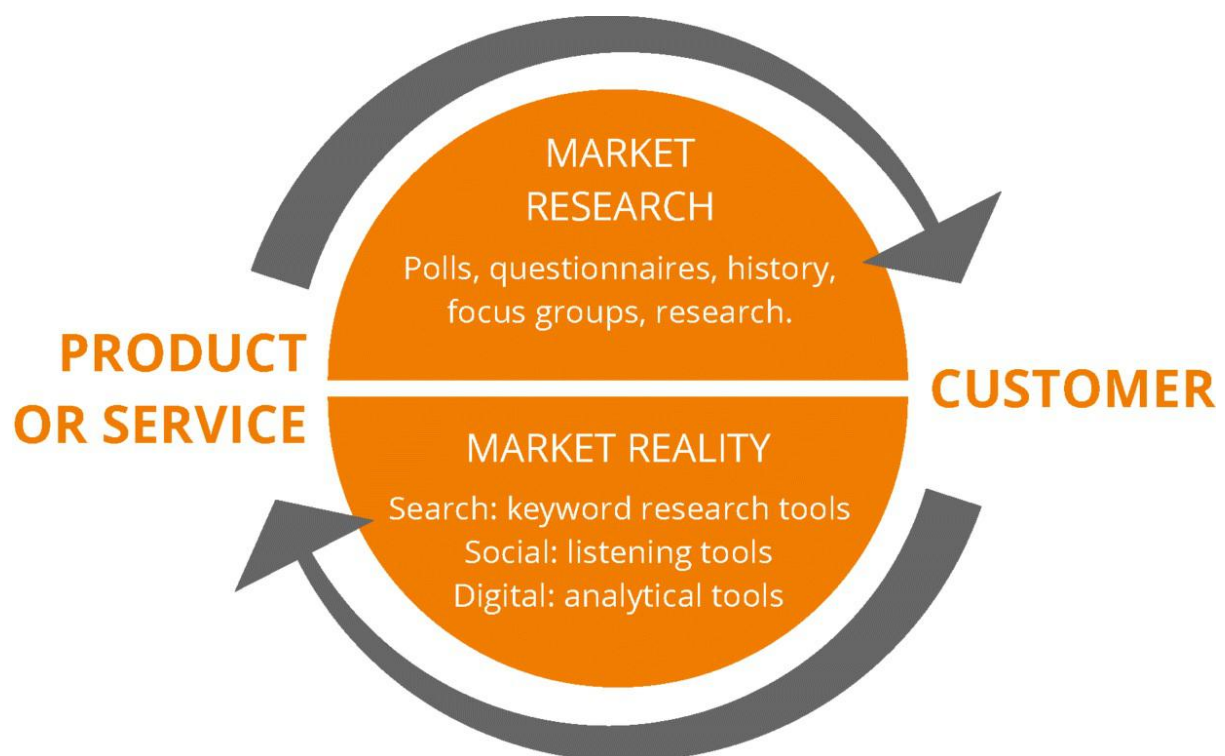 MARKET
RESEARCH
Polls, questionnaires, history,
focus groups, research.
PRODUCT
OR SERVICE
CUSTOMER
MARKET REALITY
Search: keyword research tools
Social: listening tools
Digital: analytical tools